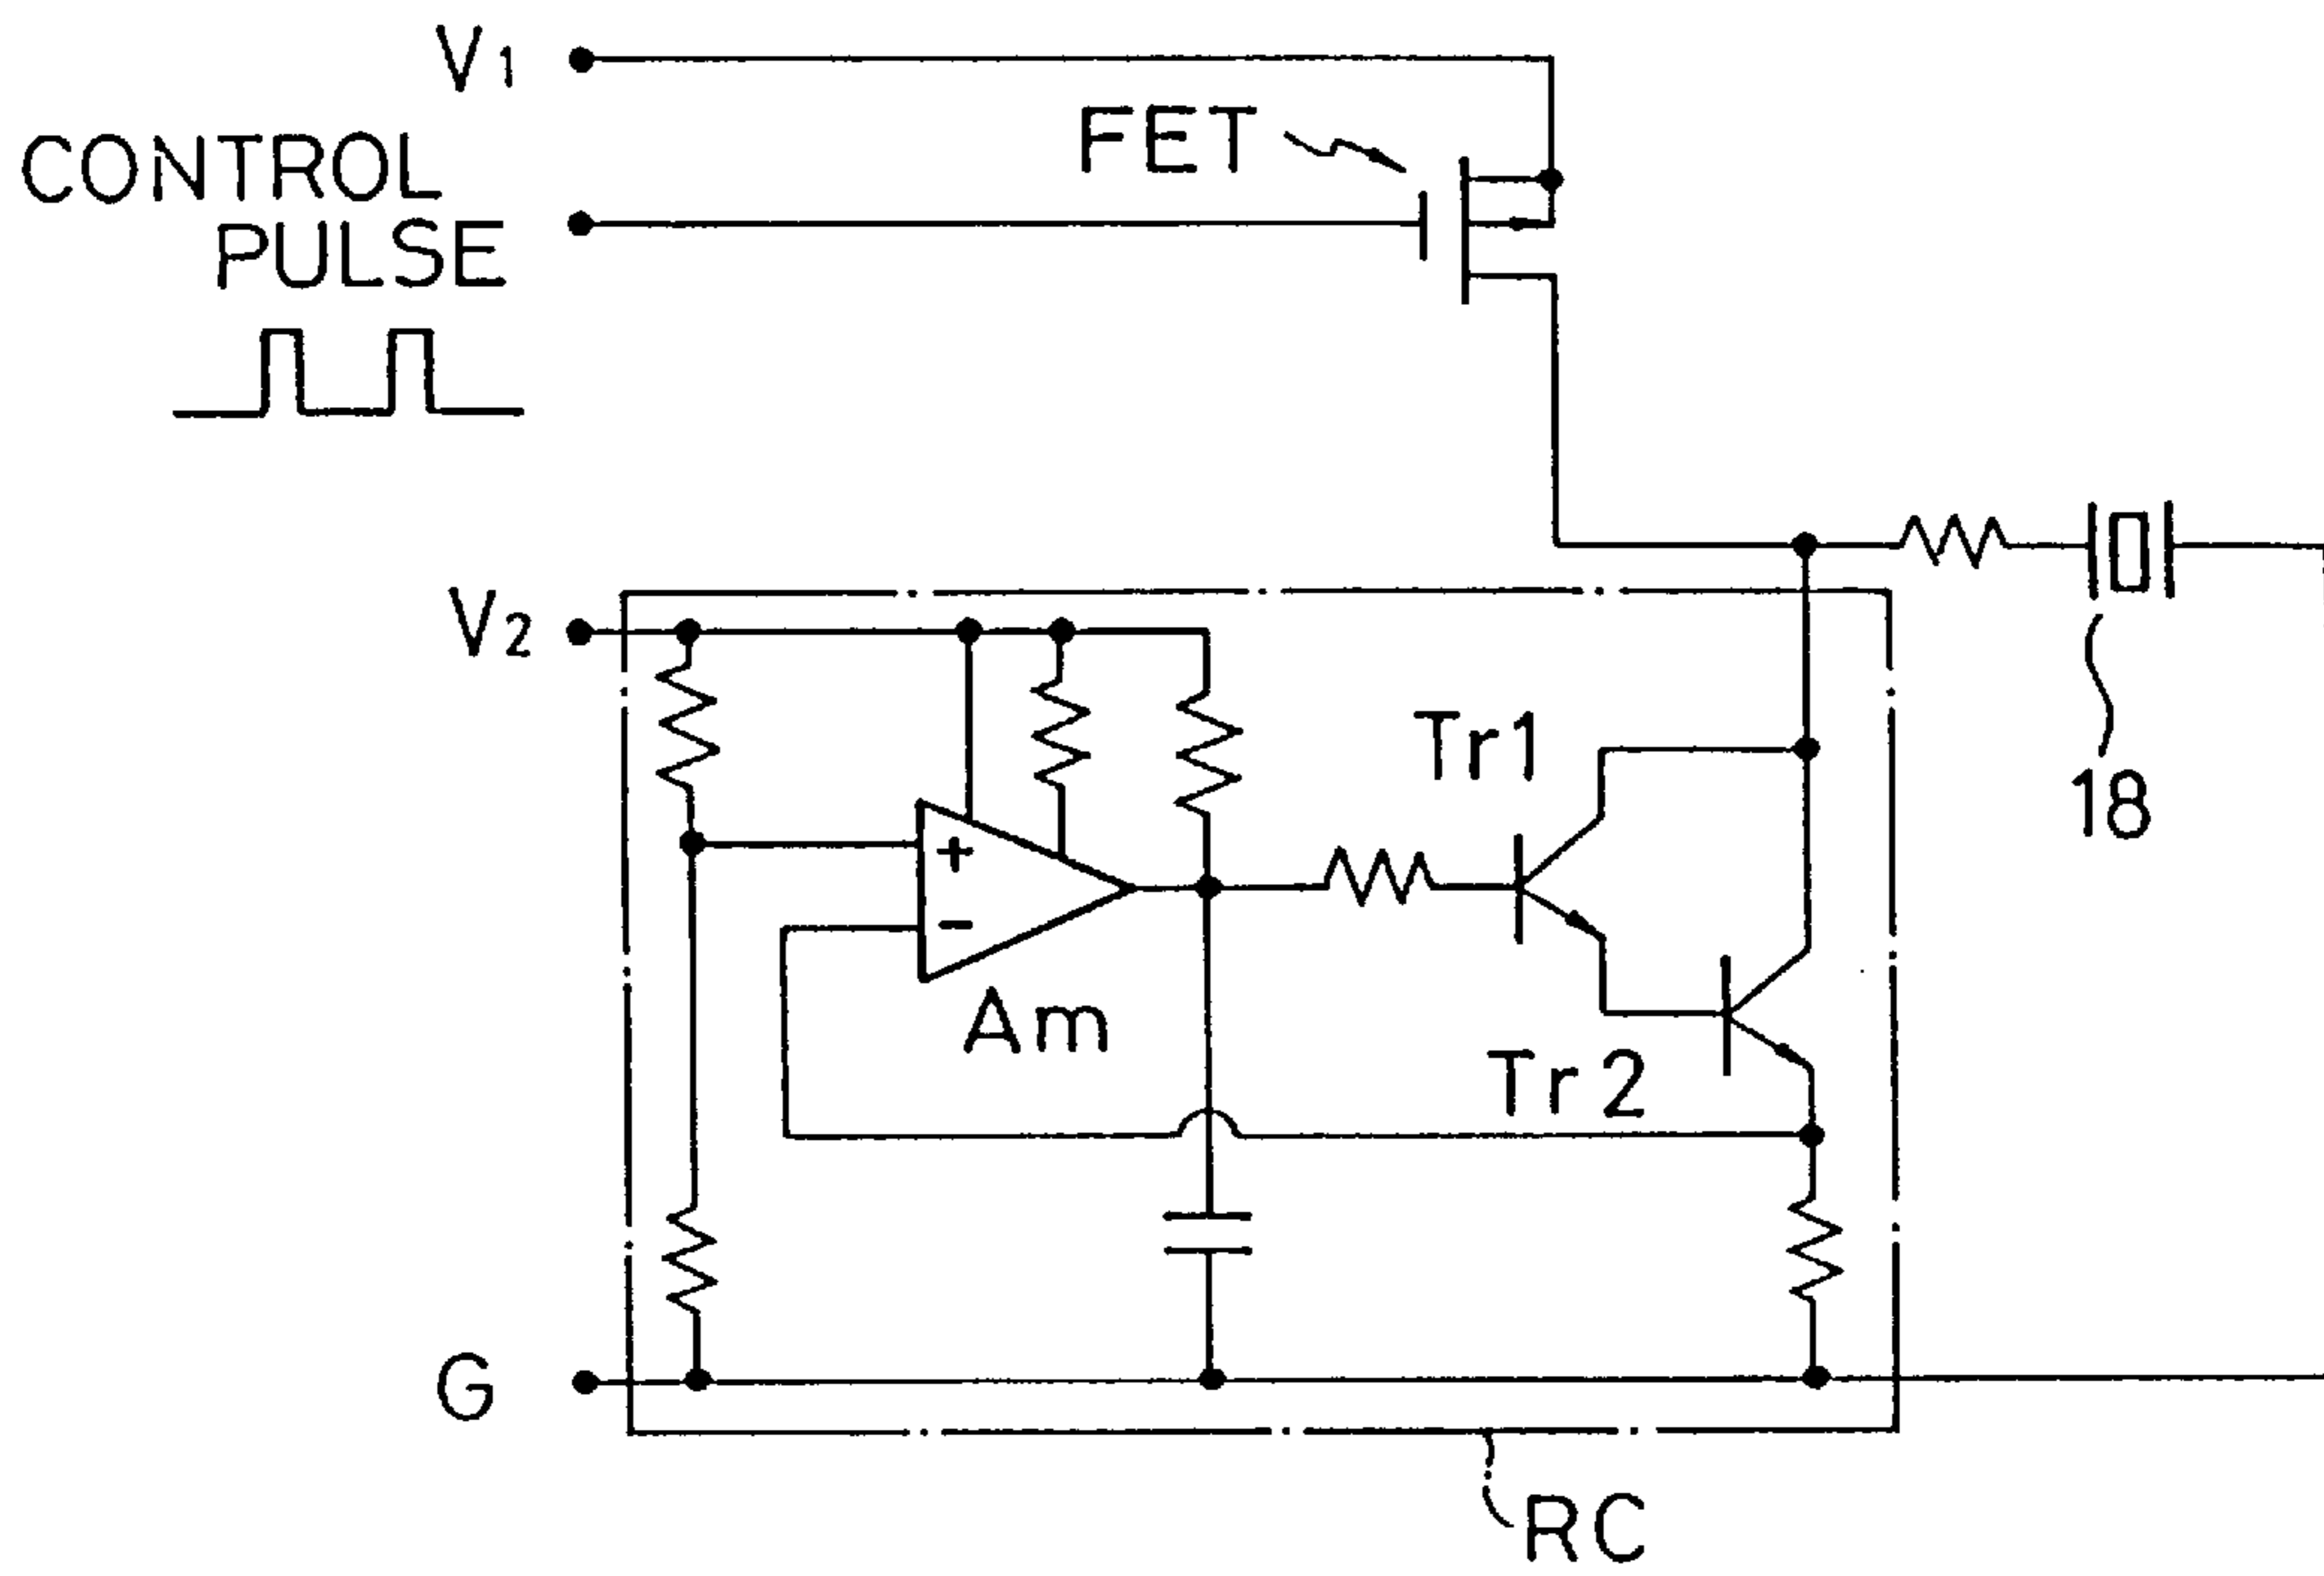 V1
FET
CONTROL
PULSE
V2
Tr1
18
+
-
Am
Tr2
G
RC